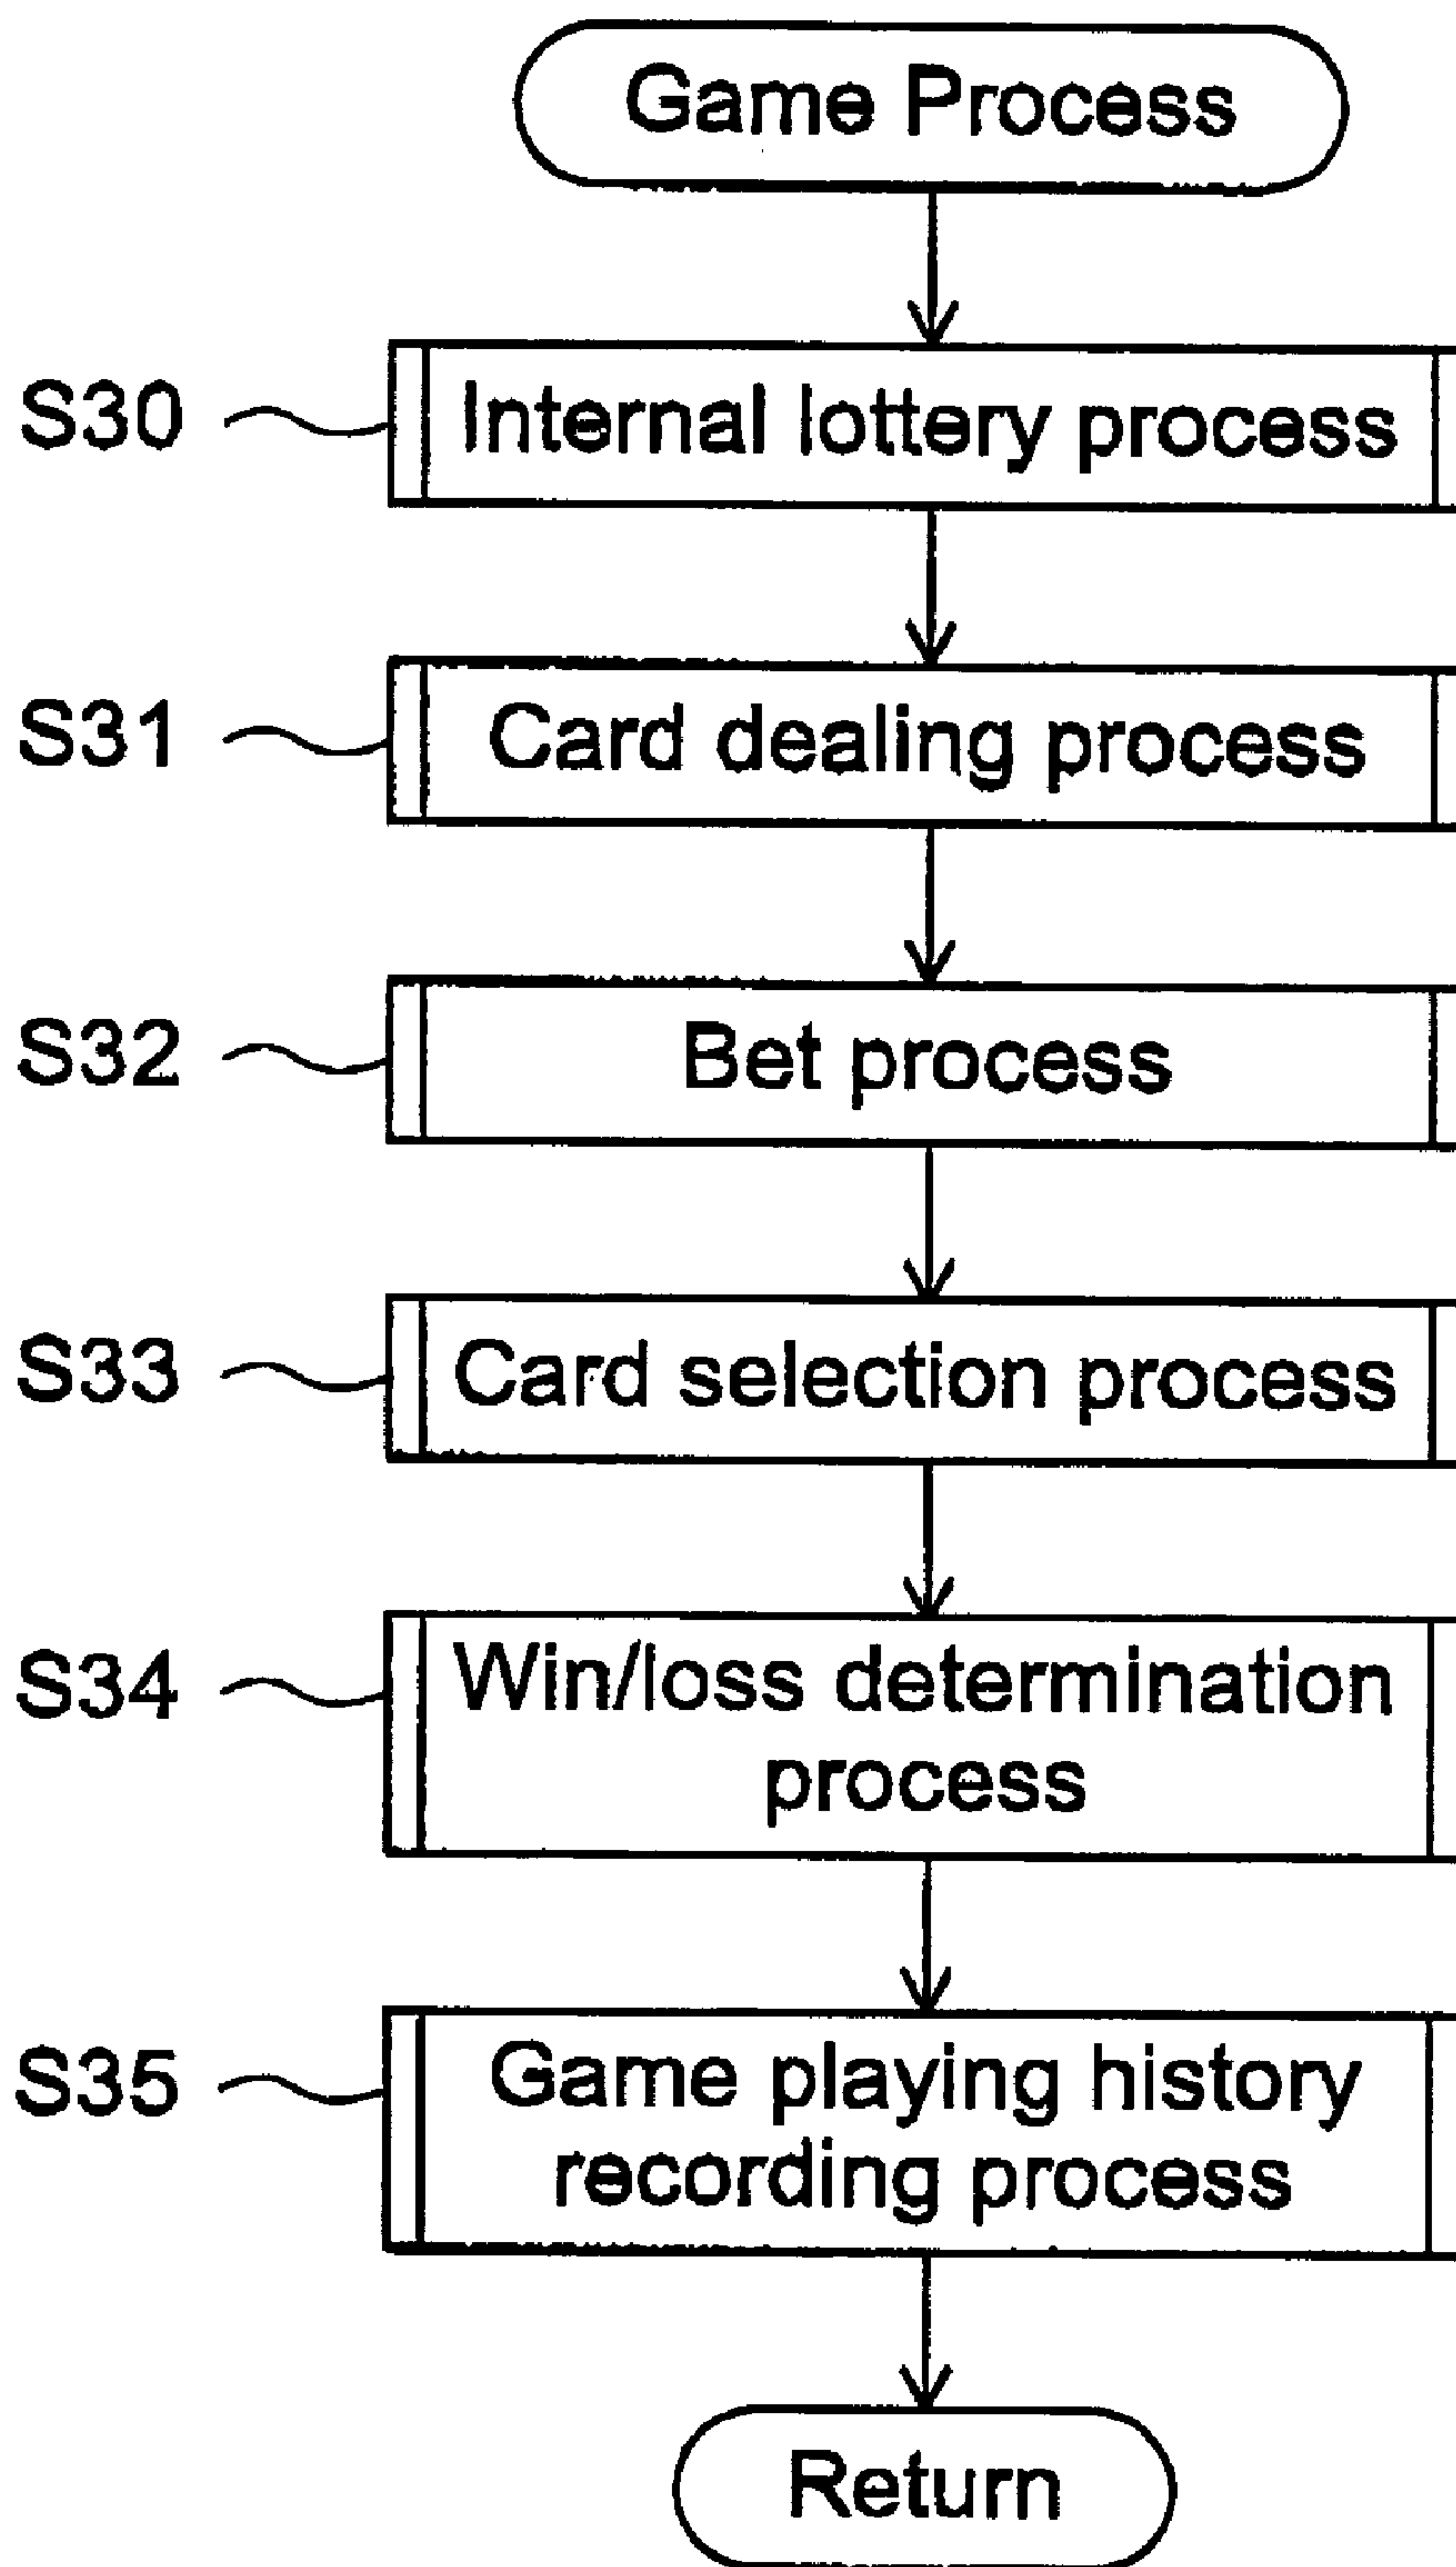 Game Process
S30 Internal lottery process
S31 Card dealing process
S32 Bet process
S33 Card selection process
S34 Win/loss determination
process
S35 Game playing history
recording process
Return